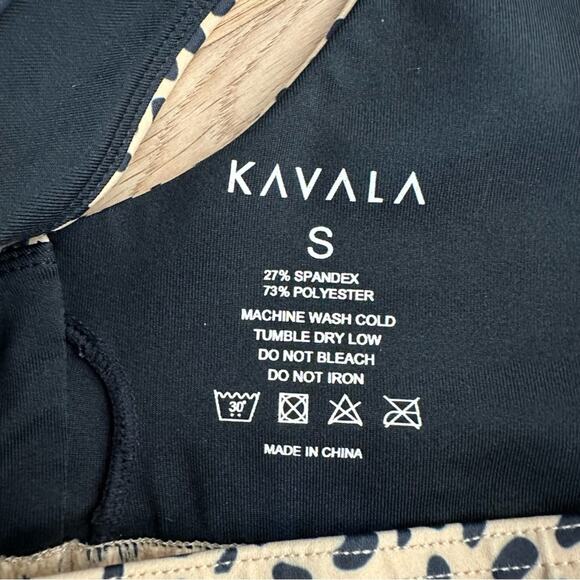 KAVALA
S
27% SPANDEX
73% POLYESTER
MACHINE WASH COLD
TUMBLE DRY LOW
DO NOT BLEACH
DO NOT IRON
30°
MADE IN CHINA